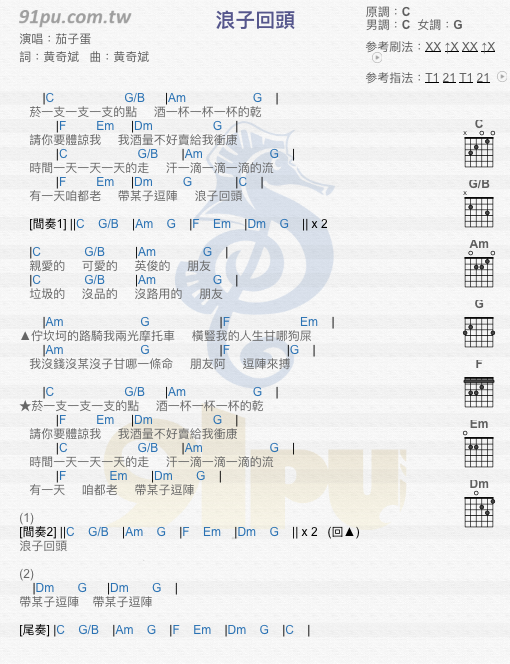 91pu.com.tw
浪子回頭
原調：C
男調：C 女調：G
演唱：茄子蛋
詞：黄奇斌 曲：黄奇斌
參考刷法：XX ↑X XX ↑X
參考指法：T1 21 T1 21
|C G/B |Am G |
菸一支一支一支的點 酒一杯一杯一杯的乾
|F Em |Dm G |
請你要體諒我 我酒量不好賣給我衝康
|C G/B |Am G |
時間一天一天一天的走 汗一滴一滴一滴的流
|F Em |Dm G |C |
有一天咱都老 帶某子逗陣 浪子回頭
[間奏1] ||C G/B |Am G |F Em |Dm G || x 2
|C G/B |Am G |
親愛的 可愛的 英俊的 朋友
|C G/B |Am G |
垃圾的 沒品的 沒路用的 朋友
|Am G |F Em |
▲佇坎坷的路騎我兩光摩托車 橫豎我的人生甘哪狗屎
|Am G |F |G |
我沒錢沒某沒子甘哪一條命 朋友阿 逗陣來搏
|C G/B |Am G |
★菸一支一支一支的點 酒一杯一杯一杯的乾
|F Em |Dm G |
請你要體諒我 我酒量不好賣給我衝康
|C G/B |Am G |
時間一天一天一天的走 汗一滴一滴一滴的流
|F Em |Dm G |
有一天 咱都老 帶某子逗陣
(1)
[間奏2] ||C G/B |Am G |F Em |Dm G || x 2 (回▲)
浪子回頭
(2)
|Dm G |Dm G |
帶某子逗陣 帶某子逗陣
[尾奏] |C G/B |Am G |F Em |Dm G |C |
C
G/B
Am
G
F
Em
Dm
91pu